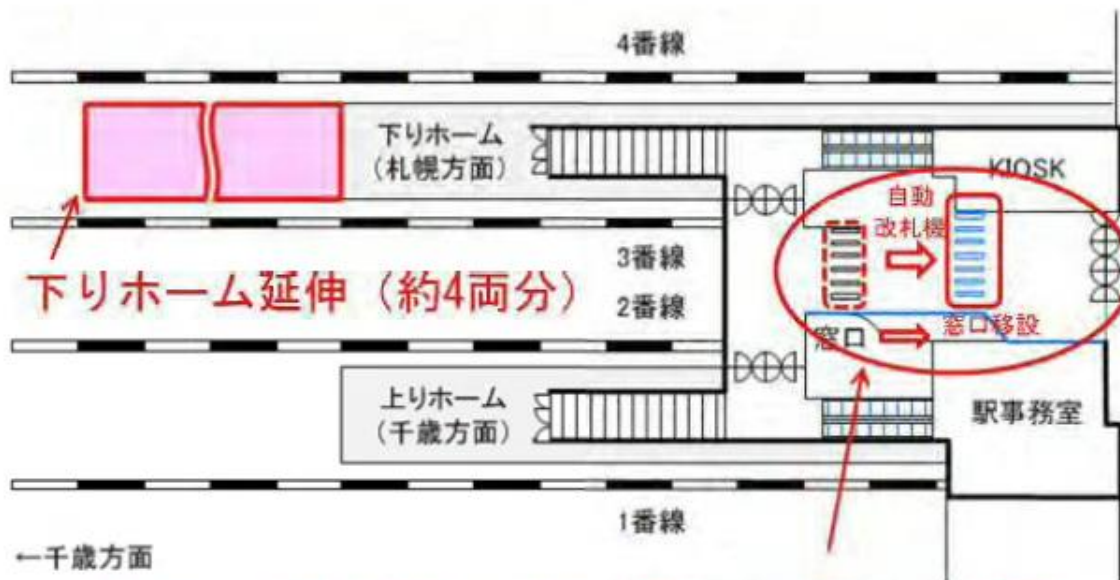 4番線
下りホーム
(札幌方面)
KIOSK
自動
改札機
下りホーム延伸(約4両分)
3番線
2番線
窓口
窓口移設
上りホーム
(千歳方面)
駅事務室
1番線
←千歳方面